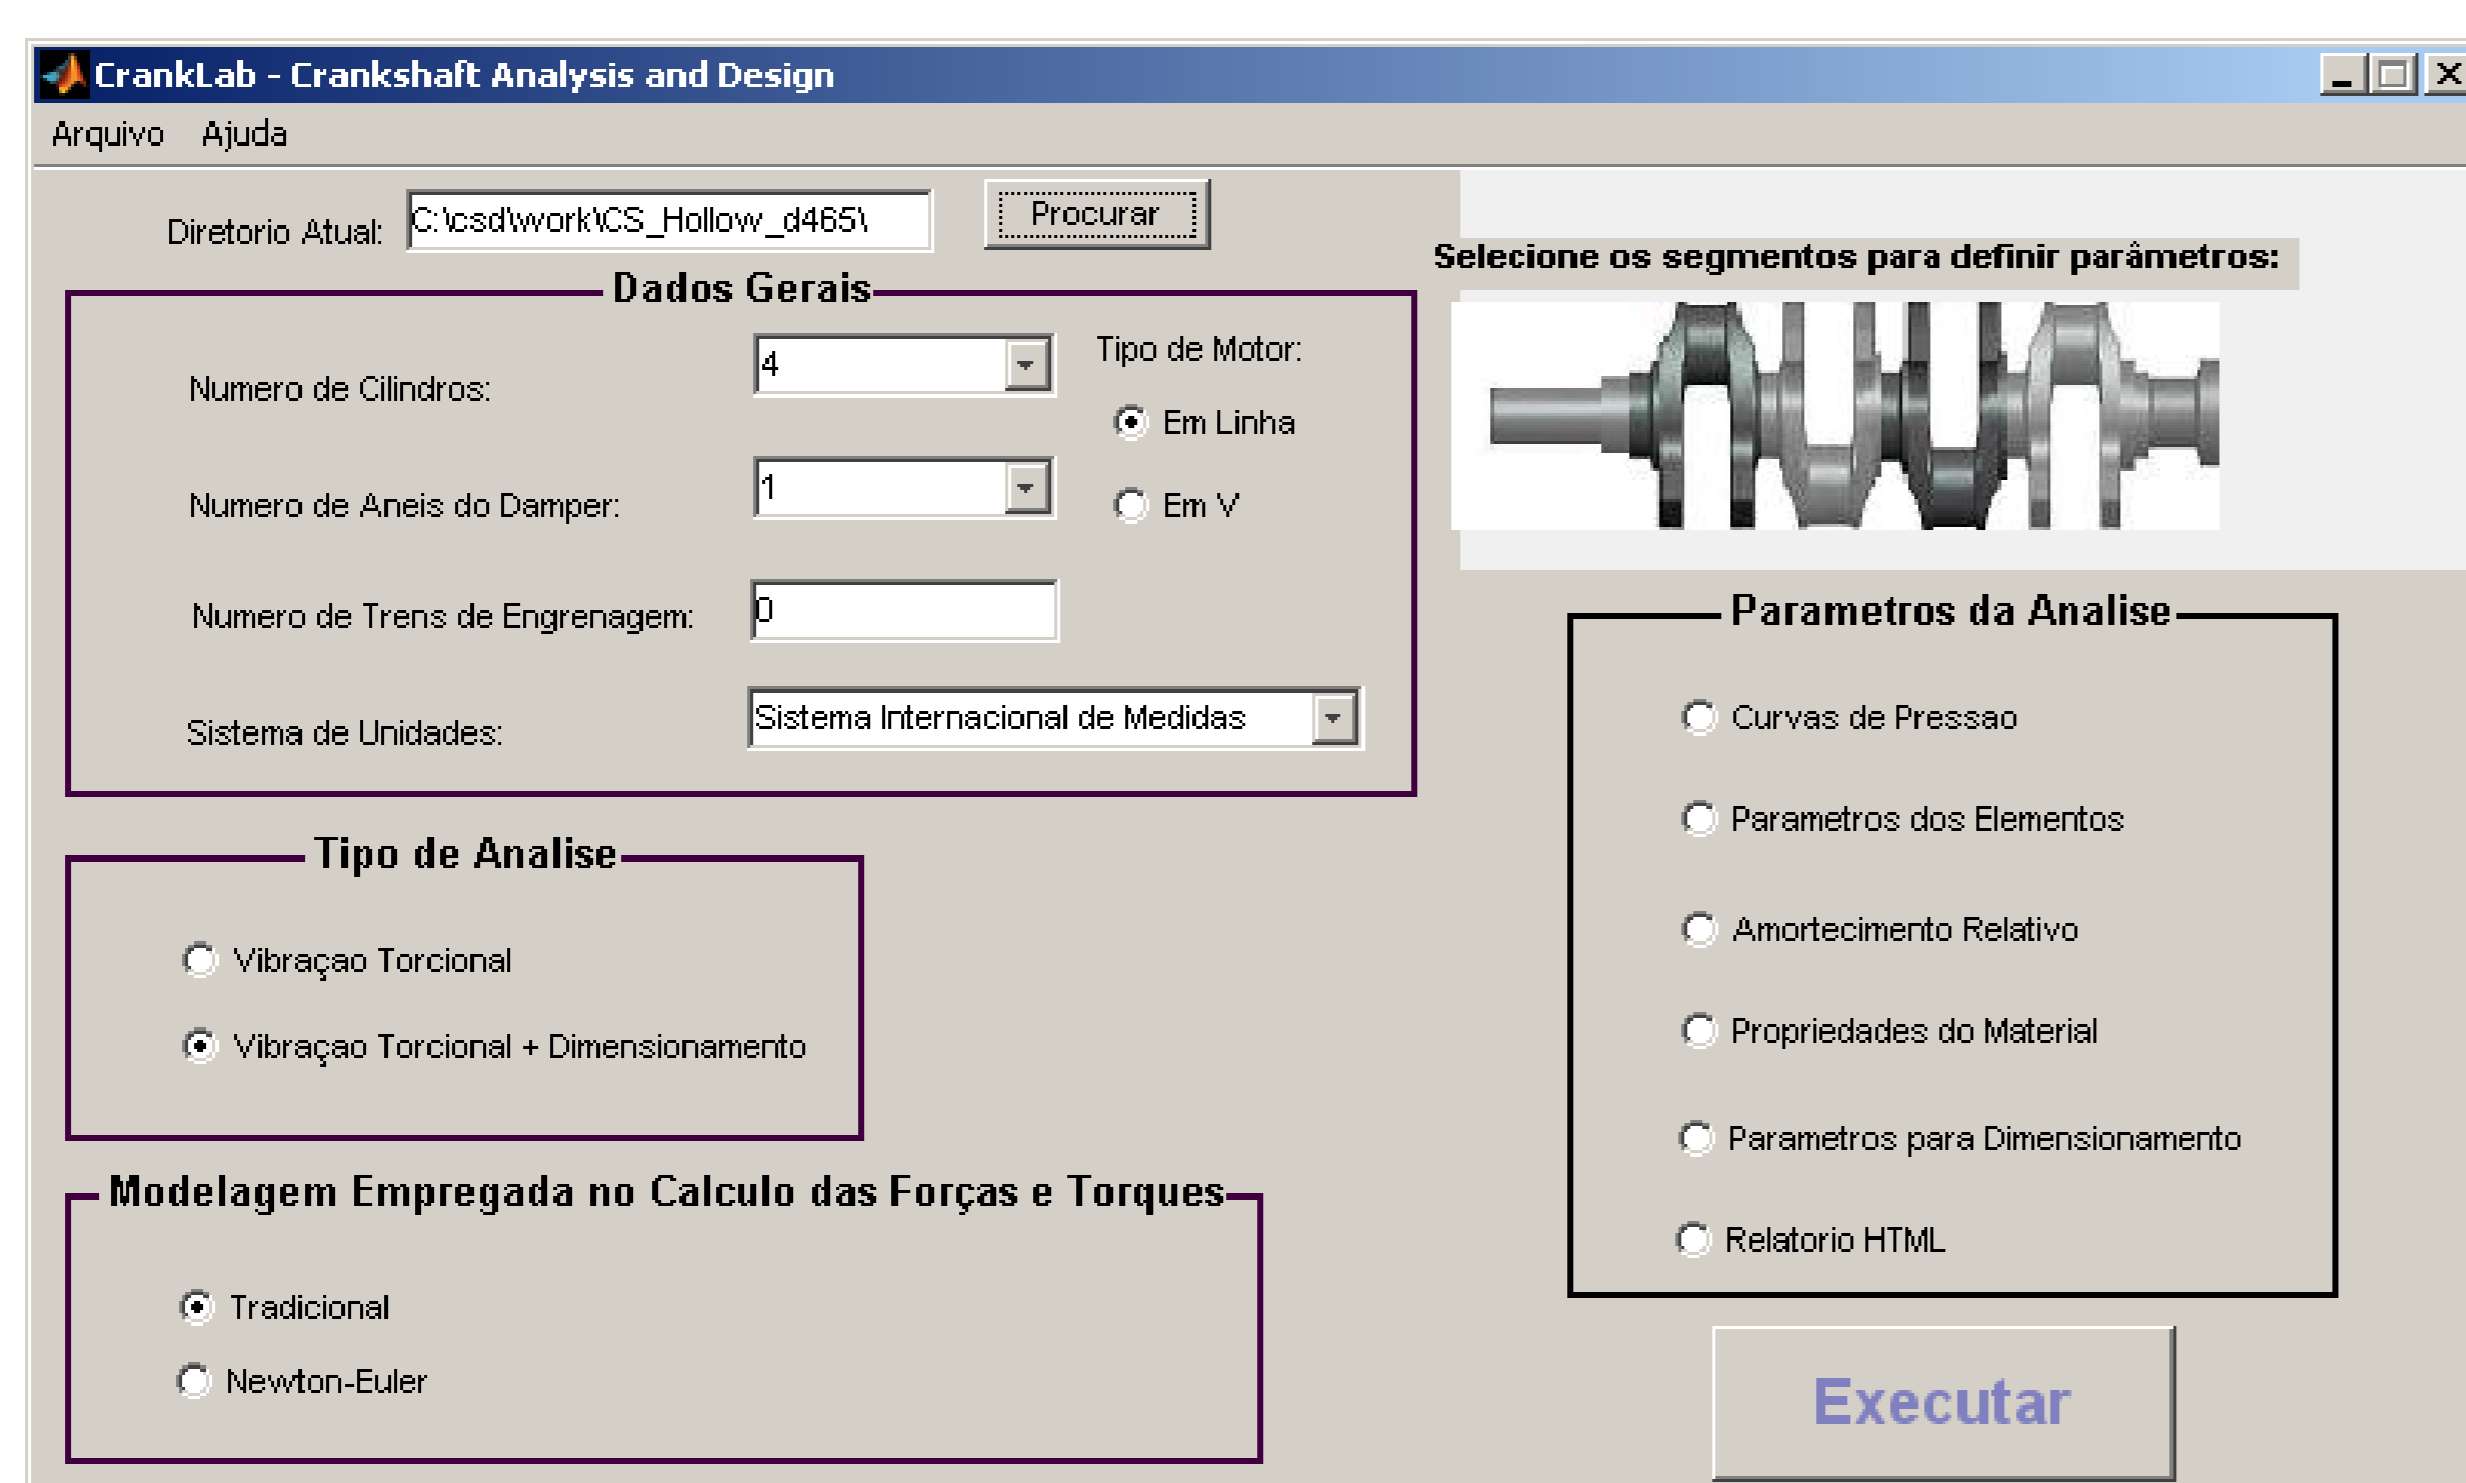 CrankLab - Crankshaft Analysis and Design
Arquivo Ajuda
Diretorio Atual: C:\csd\work\CS_Hollow_d465\ Procurar
Dados Gerais
Numero de Cilindros: 4
Tipo de Motor:
Em Linha
Em V
Numero de Aneis do Damper: 1
Numero de Trens de Engrenagem: 0
Sistema de Unidades: Sistema Internacional de Medidas
Tipo de Analise
Vibraçao Torcional
Vibraçao Torcional + Dimensionamento
Modelagem Empregada no Calculo das Forças e Torques
Tradicional
Newton-Euler
Selecione os segmentos para definir parâmetros:
Parametros da Analise
Curvas de Pressao
Parametros dos Elementos
Amortecimento Relativo
Propriedades do Material
Parametros para Dimensionamento
Relatorio HTML
Executar